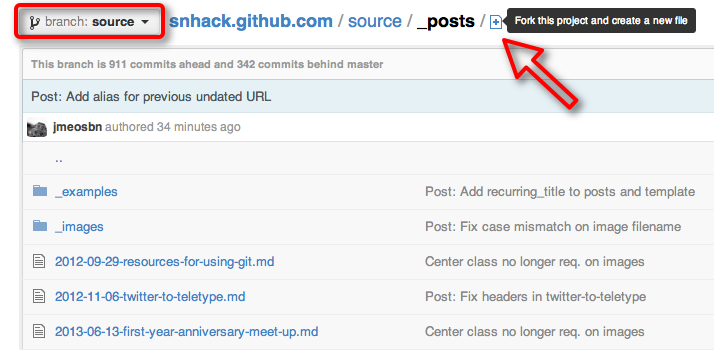 branch: source snhack.github.com / source / _posts / Fork this project and create a new file
This branch is 911 commits ahead and 342 commits behind master
Post: Add alias for previous undated URL
jmeosbn authored 34 minutes ago
..
_examples Post: Add recurring_title to posts and template
_images Post: Fix case mismatch on image filename
2012-09-29-resources-for-using-git.md Center class no longer req. on images
2012-11-06-twitter-to-teletype.md Post: Fix headers in twitter-to-teletype
2013-06-13-first-year-anniversary-meet-up.md Center class no longer req. on images